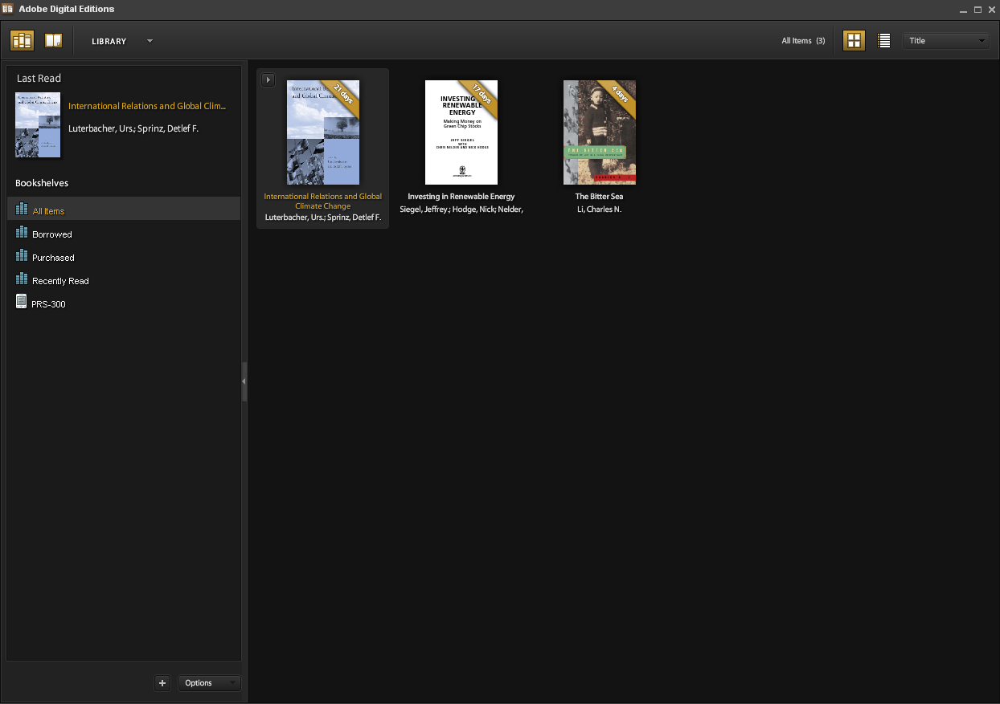 Adobe Digital Editions
LIBRARY
All Items (3)
Title
Last Read
International Relations and Global Clim...
Luterbacher, Urs.; Sprinz, Detlef F.
Bookshelves
All Items
Borrowed
Purchased
Recently Read
PRS-300
Options
International
and Global Climate
21 days
International Relations and Global
Climate Change
Luterbacher, Urs.; Sprinz, Detlef F.
INVESTING
RENEWABLE
ENERGY
Making Money on
Green Chip Stocks
JEFF SIEGEL
WITH
CHRIS NELDER AND NICK HODGE
17 days
Investing in Renewable Energy
Siegel, Jeffrey.; Hodge, Nick; Nelder,
THE BITTER SEA
4 days
The Bitter Sea
Li, Charles N.